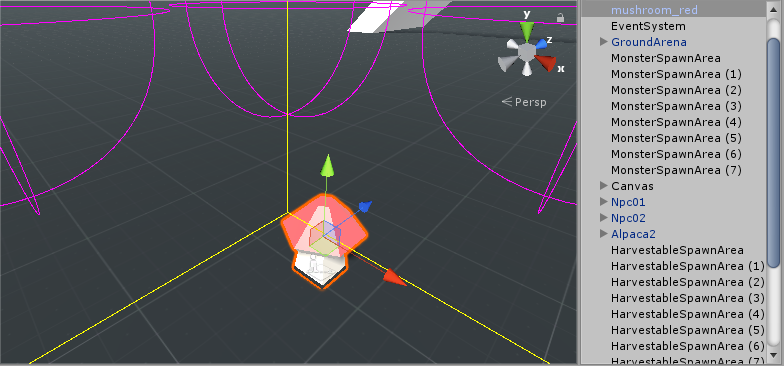 mushroom_red
EventSystem
GroundArena
MonsterSpawnArea
MonsterSpawnArea (1)
MonsterSpawnArea (2)
MonsterSpawnArea (3)
MonsterSpawnArea (4)
MonsterSpawnArea (5)
MonsterSpawnArea (6)
MonsterSpawnArea (7)
Canvas
Npc01
Npc02
Alpaca2
HarvestableSpawnArea
HarvestableSpawnArea (1)
HarvestableSpawnArea (2)
HarvestableSpawnArea (3)
HarvestableSpawnArea (4)
HarvestableSpawnArea (5)
HarvestableSpawnArea (6)
HarvestableSpawnArea (7)
y
z
x
Persp